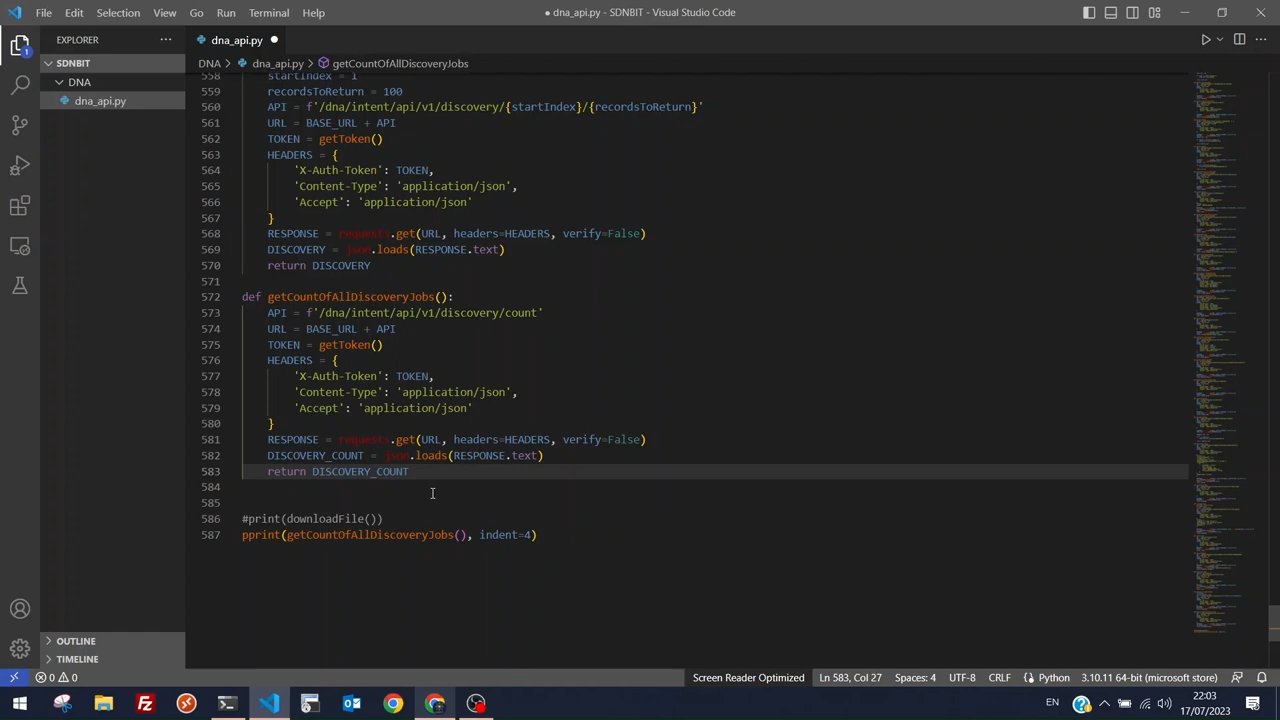 File Edit Selection View Go Run Terminal Help
● dna_api.py - SDNBIT - Visual Studio Code
EXPLORER
dna_api.py
SDNBIT
DNA
dna_api.py
DNA > dna_api.py > getCountOfAllDiscoveryJobs
558 startIndex = 1
559 recordsToReturn = 100
560 API = f'/dna/intent/api/v1/discovery/{startIndex}/{recordsToReturn}'
561 URL = BASE_URL + API
562 TOKEN = getToken()
563 HEADERS = {
564 'X-Auth-Token': TOKEN,
565 'Content-Type': 'application/json',
566 'Accept': 'application/json'
567 }
568 RESPONSE = requests.get(URL, headers=HEADERS, verify=False)
569 DISCOVERY = json.loads(RESPONSE.text)
570 return DISCOVERY
571
572 def getCountOfAllDiscoveryJobs():
573 API = f'/dna/intent/api/v1/discovery/count'
574 URL = BASE_URL + API
575 TOKEN = getToken()
576 HEADERS = {
577 'X-Auth-Token': TOKEN,
578 'Content-Type': 'application/json',
579 'Accept': 'application/json'
580 }
581 RESPONSE = requests.get(URL, headers=HEADERS, verify=False)
582 DISCOVERY_COUNT = json.loads(RESPONSE.text)
583 return DISCOVERY_COUNT
584
585
586 #print(downloadFile())
587 pprint(getCountOfAllDiscoveryJobs(), indent=4)
OUTLINE
TIMELINE
0 0
Screen Reader Optimized
Ln 583, Col 27
Spaces: 4
UTF-8
CRLF
Python
3.10.11 64-bit (microsoft store)
EN
22:03
17/07/2023